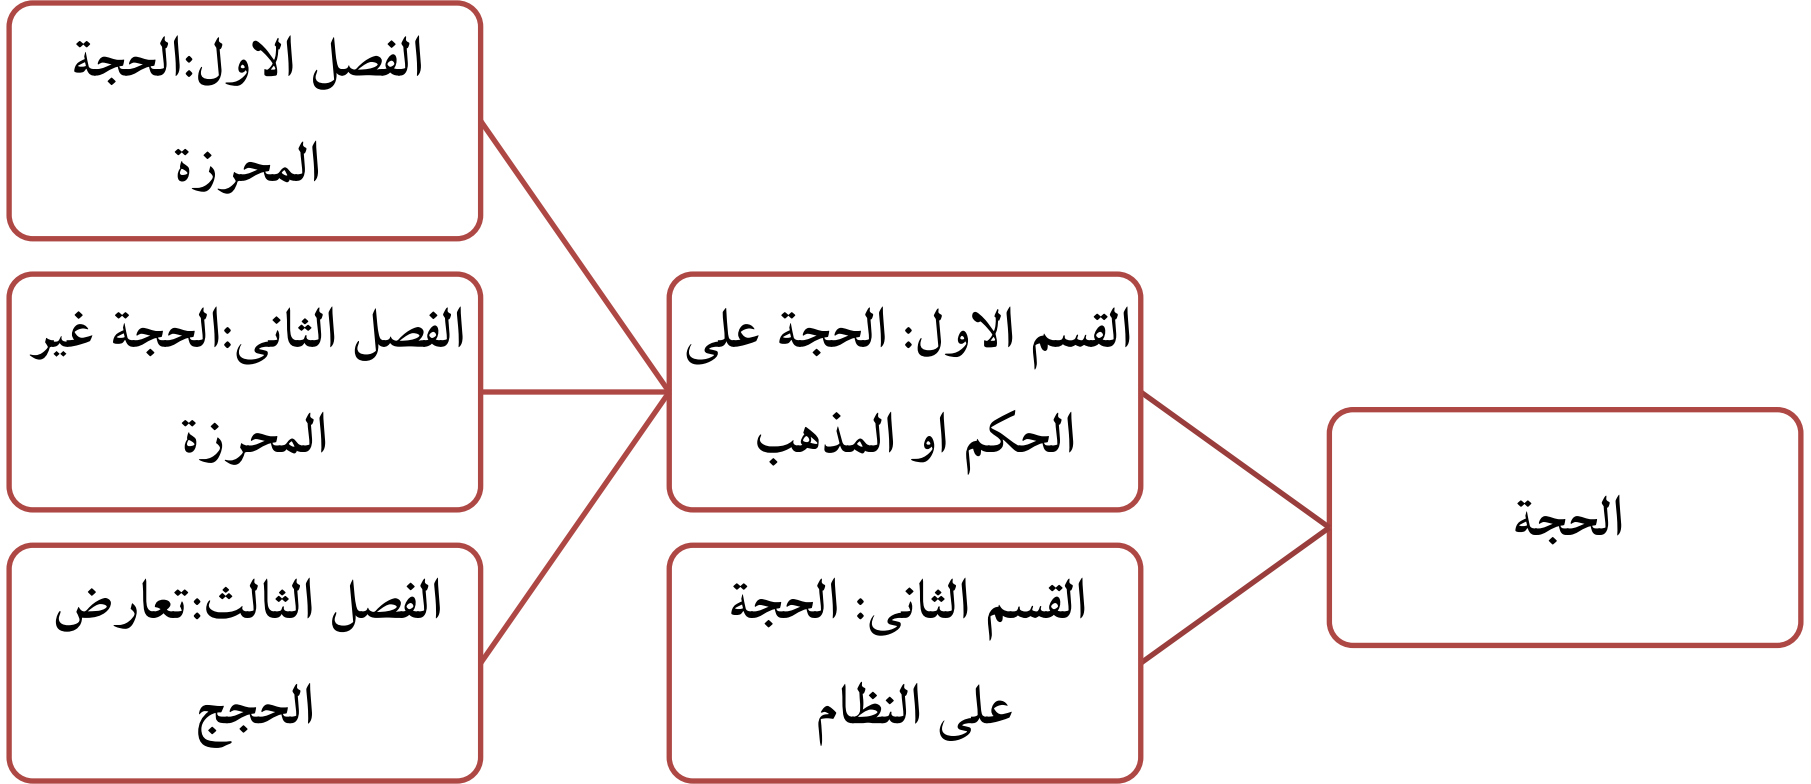 الحجة
القسم الاول: الحجة على
الحكم او المذهب
القسم الثانى: الحجة
على النظام
الفصل الاول:الحجة
المحرزة
الفصل الثانى:الحجة غير
المحرزة
الفصل الثالث:تعارض
الحجج